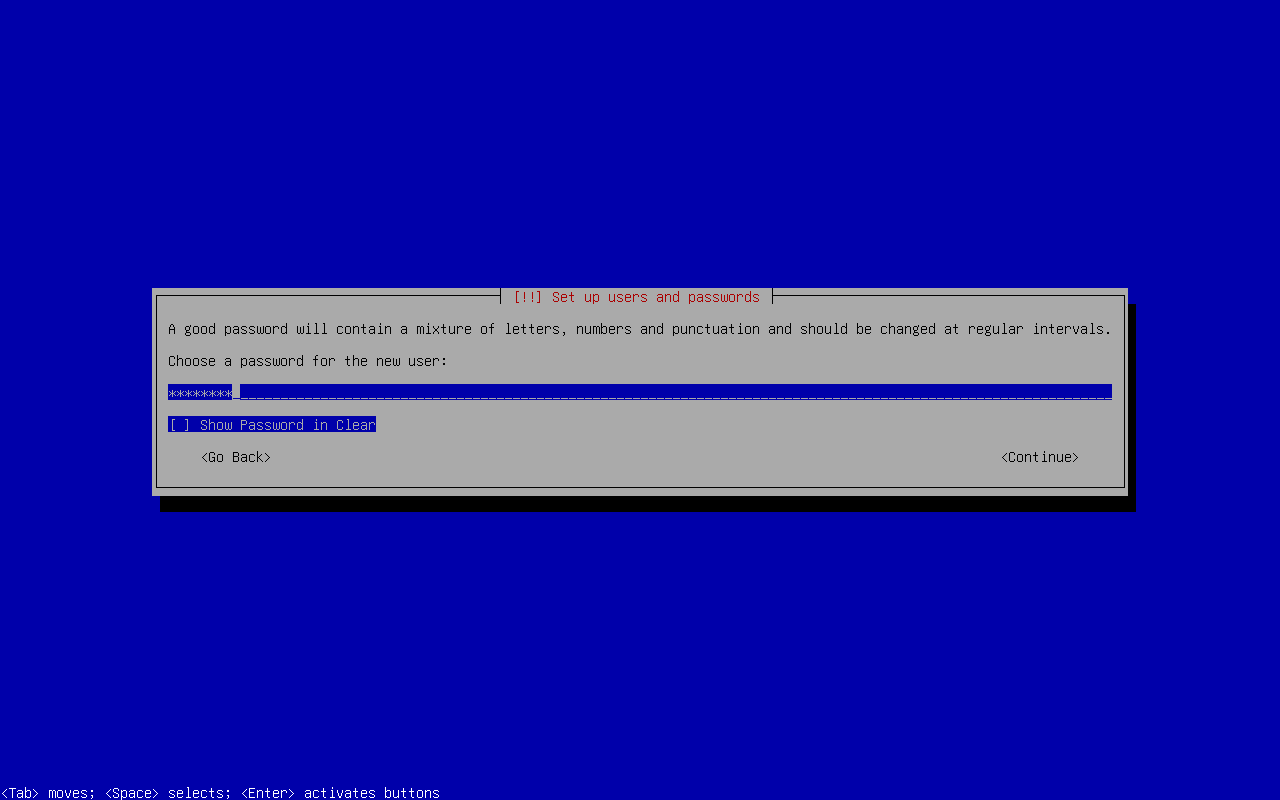 [!!] Set up users and passwords
A good password will contain a mixture of letters, numbers and punctuation and should be changed at regular intervals.
Choose a password for the new user:
********
[ ] Show Password in Clear
<Go Back> <Continue>
<Tab> moves; <Space> selects; <Enter> activates buttons